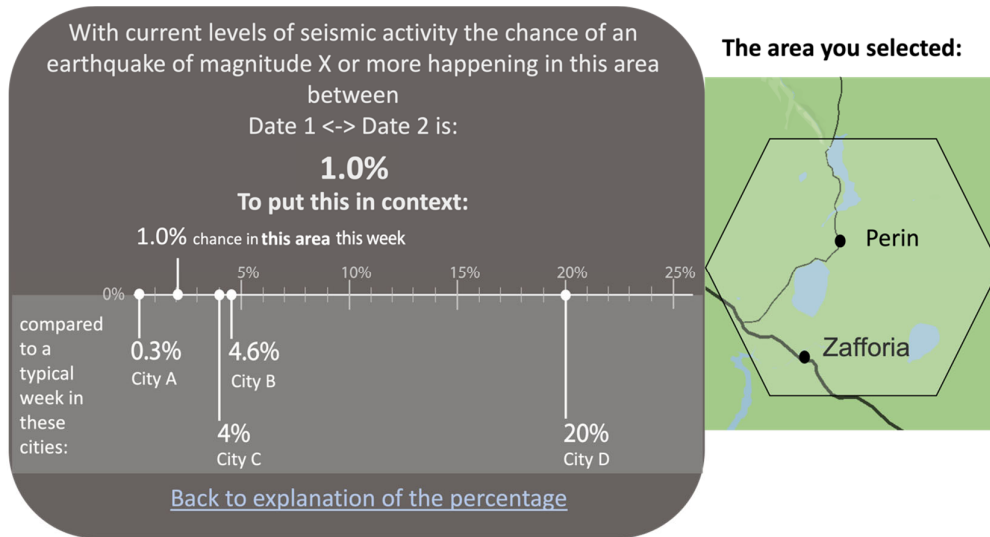 With current levels of seismic activity the chance of an
earthquake of magnitude X or more happening in this area
between
Date 1 <-> Date 2 is:
1.0%
To put this in context:
1.0% chance in this area this week
0%
5%
10%
15%
20%
25%
compared
to a
typical
week in
these
cities:
0.3%
City A
4.6%
City B
4%
City C
20%
City D
Back to explanation of the percentage
The area you selected:
Perin
Zafforia